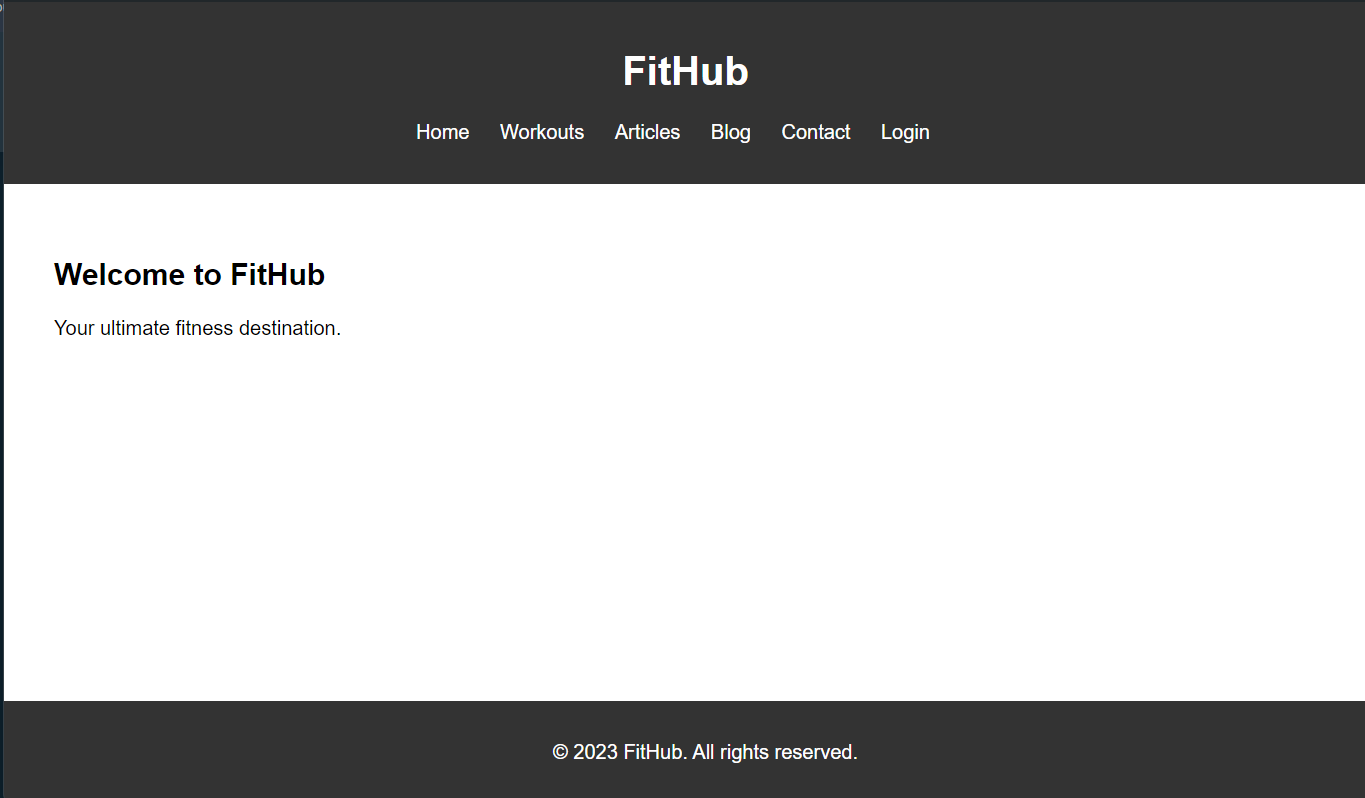 FitHub
Home Workouts Articles Blog Contact Login
Welcome to FitHub
Your ultimate fitness destination.
© 2023 FitHub. All rights reserved.